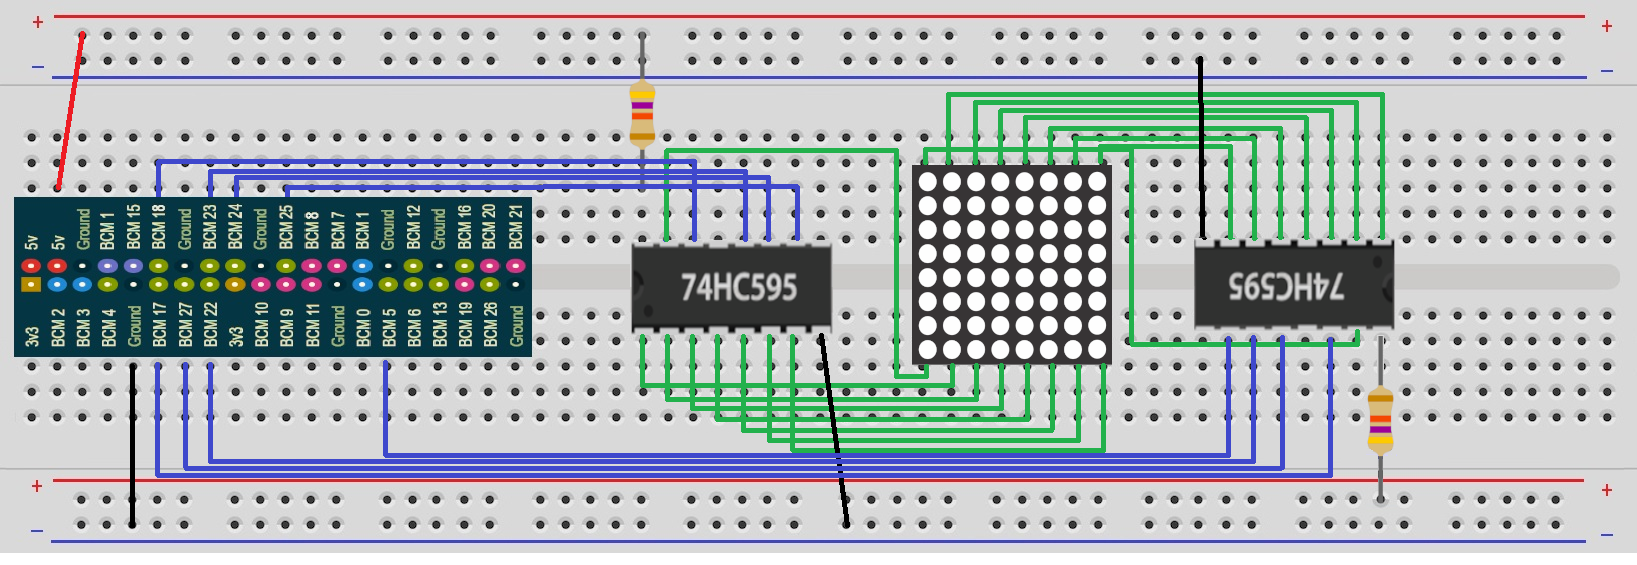 + +
− −
5v 5v Ground BCM 1 BCM 15 BCM 18 Ground BCM 23 BCM 24 Ground BCM 25 BCM 8 BCM 7 BCM 1 Ground BCM 12 Ground BCM 16 BCM 20 BCM 21
3v3 BCM 2 BCM 3 BCM 4 Ground BCM 17 BCM 27 BCM 22 3v3 BCM 10 BCM 9 BCM 11 Ground BCM 0 BCM 5 BCM 6 BCM 13 BCM 19 BCM 26 Ground
74HC595
74HC595
+ +
− −